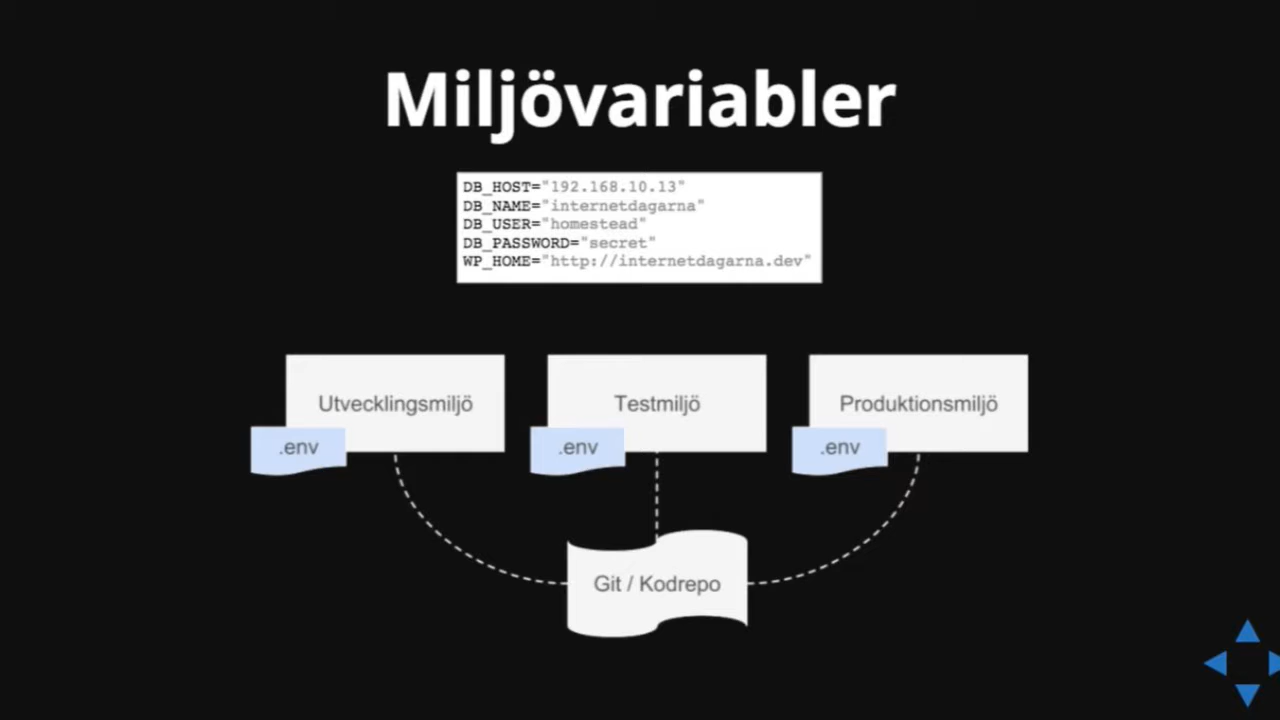 Miljövariabler
DB_HOST="192.168.10.13"
DB_NAME="internetdagarna"
DB_USER="homestead"
DB_PASSWORD="secret"
WP_HOME="http://internetdagarna.dev"
Utvecklingsmiljö
.env
Testmiljö
.env
Produktionsmiljö
.env
Git / Kodrepo